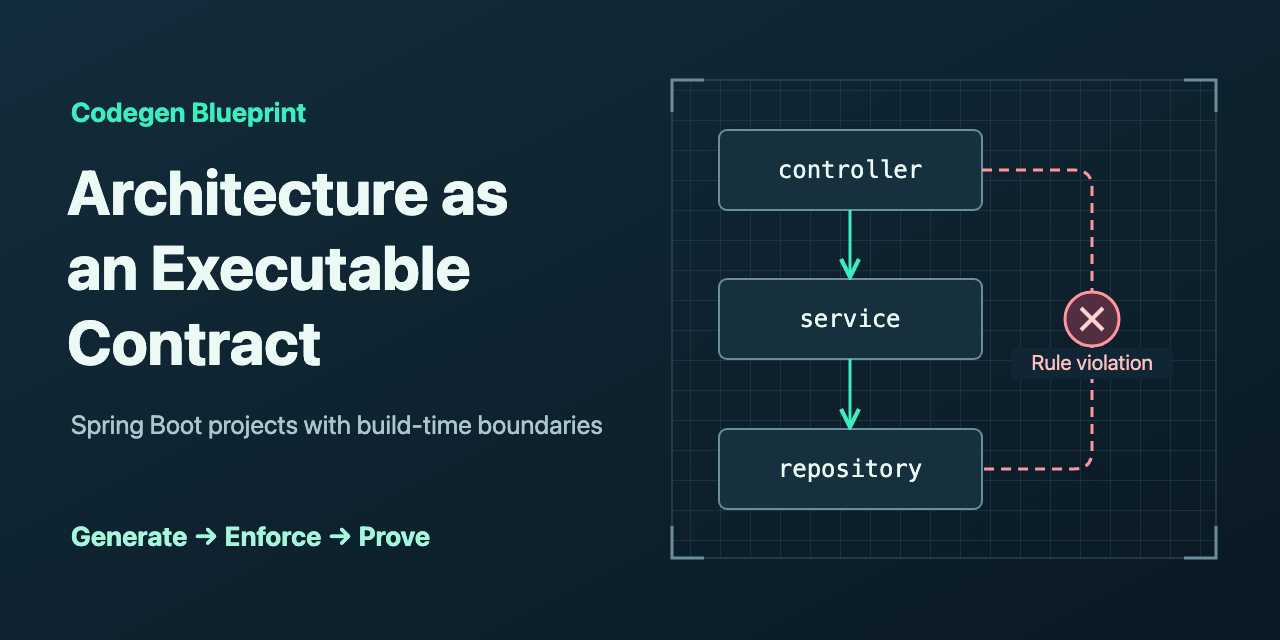 Codegen Blueprint
Architecture as
an Executable
Contract
Spring Boot projects with build-time boundaries
Generate → Enforce → Prove
controller
service
Rule violation
repository